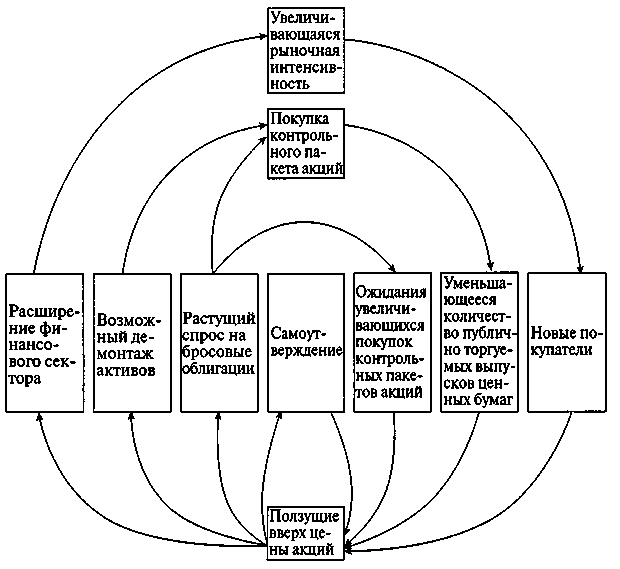 Увеличи-
вающаяся
рыночная
интенсив-
ность
Покупка
контроль-
ного па-
кета акций
Расшире-
ние фи-
нансо-
вого сек-
тора
Возмож-
ный де-
монтаж
активов
Растущий
спрос на
бросовые
облигации
Самоут-
верждение
Ожидания
увеличи-
вающихся
покупок
контроль-
ных паке-
тов акций
Уменьша-
ющееся
количест-
во публич-
но торгуе-
мых выпу-
сков цен-
ных бумаг
Новые по-
купатели
Ползущие
вверх це-
ны акций